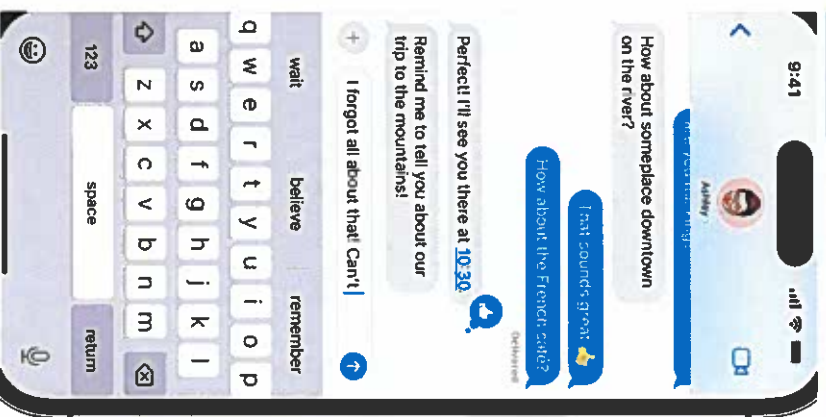 9:41
Ashley
How about someplace downtown
on the river?
That sounds great 👍
How about the French café?
Delivered
Perfect! I'll see you there at 10:30.
Remind me to tell you about our
trip to the mountains!
I forgot all about that! Can't
wait believe remember
q w e r t y u i o p
a s d f g h j k l
z x c v b n m
123 space return